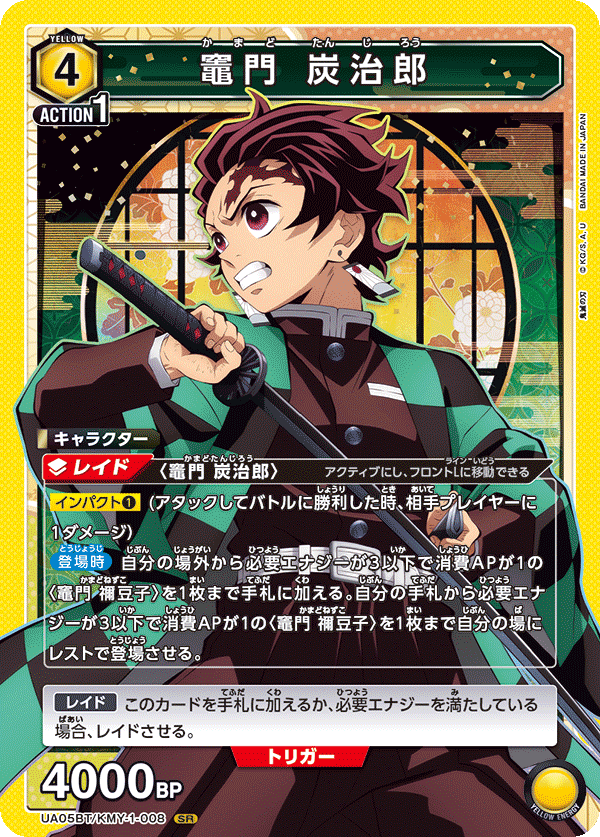 YELLOW
4
ACTION 1
かまど たんじろう
竈門 炭治郎
BANDAI MADE IN JAPAN
© KG/S, A, U
鬼滅の刃
キャラクター
レイド 〈竈門 炭治郎〉 アクティブにし、フロントLに移動できる
インパクト❶ (アタックしてバトルに勝利した時、相手プレイヤーに
1ダメージ)
登場時 自分の場外から必要エナジーが3以下で消費APが1の
〈竈門 禰豆子〉を1枚まで手札に加える。自分の手札から必要エナ
ジーが3以下で消費APが1の〈竈門 禰豆子〉を1枚まで自分の場に
レストで登場させる。
レイド このカードを手札に加えるか、必要エナジーを満たしている
場合、レイドさせる。
トリガー
4000BP
UA05BT/KMY-1-008 SR
YELLOW ENERGY